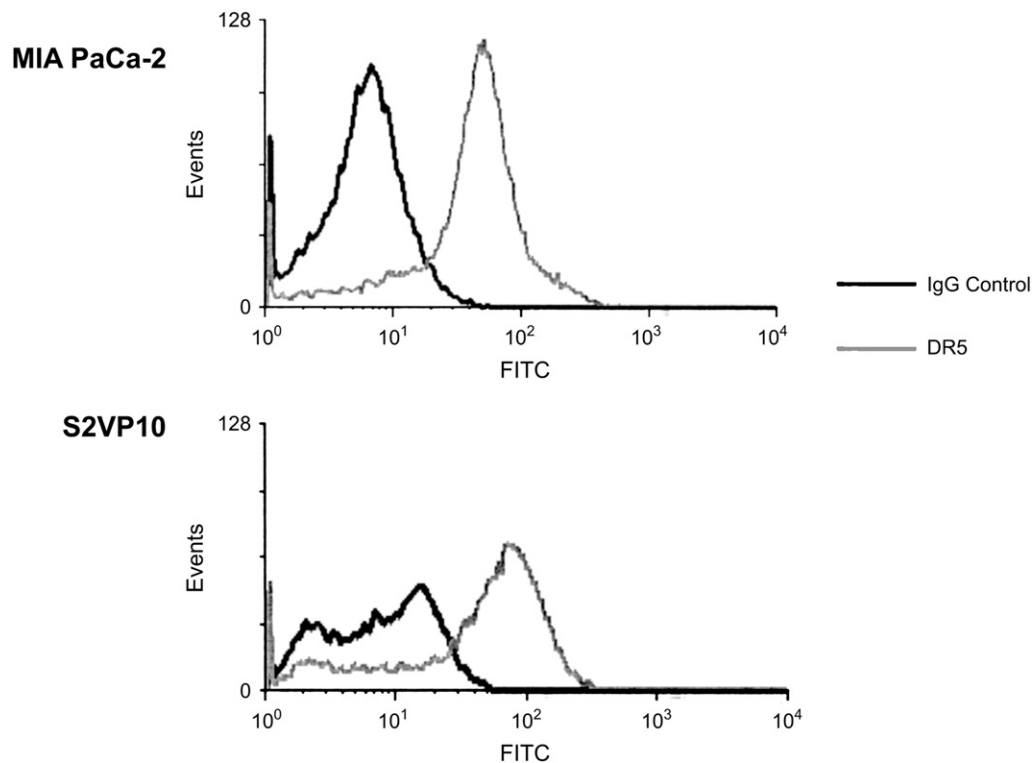 MIA PaCa-2
128
Events
0
10⁰ 10¹ 10² 10³ 10⁴
FITC
IgG Control
DR5
S2VP10
128
Events
0
10⁰ 10¹ 10² 10³ 10⁴
FITC